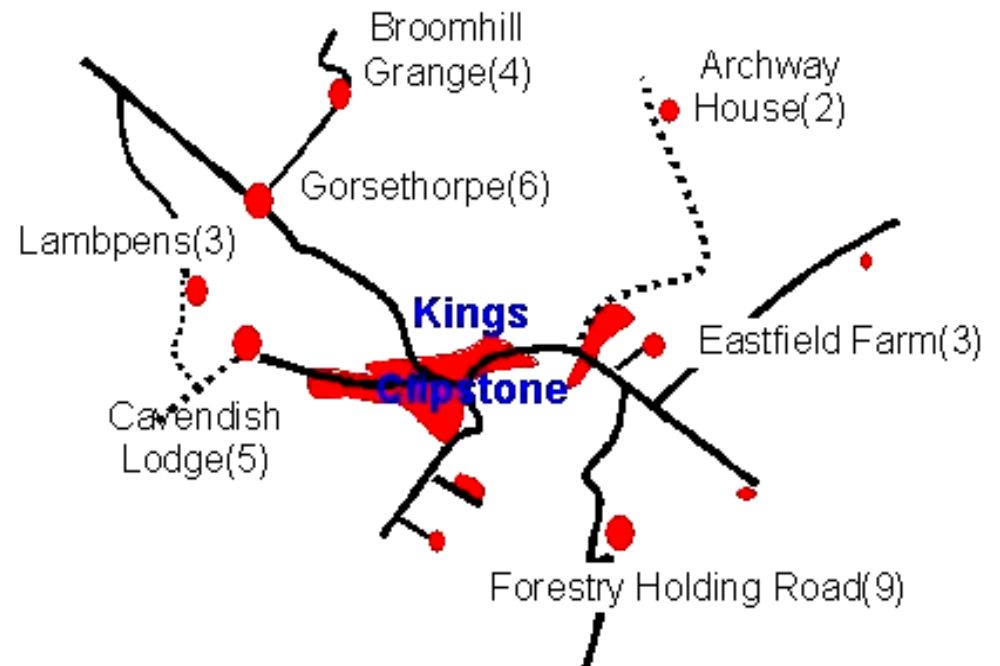 Broomhill
Grange(4)
Archway
House(2)
Gorsethorpe(6)
Lambpens(3)
Kings
Clipstone
Eastfield Farm(3)
Cavendish
Lodge(5)
Forestry Holding Road(9)